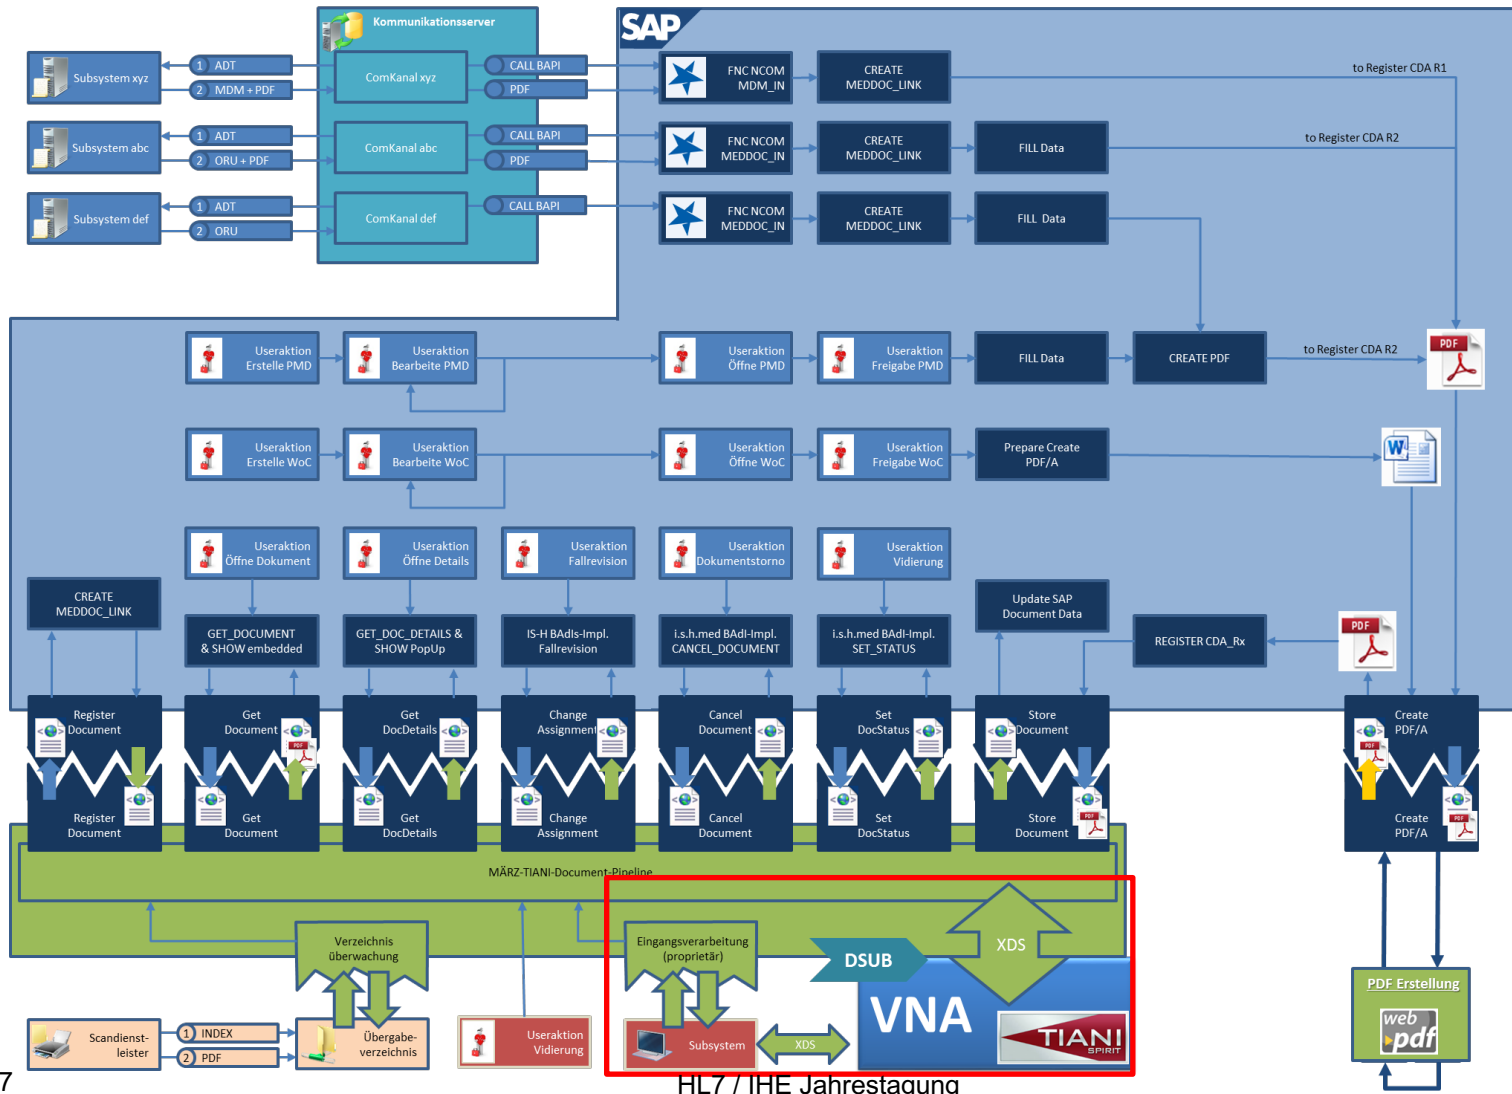 Kommunikationsserver
SAP
Subsystem xyz
1 ADT
2 MDM + PDF
ComKanal xyz
CALL BAPI
PDF
FNC NCOM
MDM_IN
CREATE
MEDDOC_LINK
to Register CDA R1
Subsystem abc
1 ADT
2 ORU + PDF
ComKanal abc
CALL BAPI
PDF
FNC NCOM
MEDDOC_IN
CREATE
MEDDOC_LINK
FILL Data
to Register CDA R2
Subsystem def
1 ADT
2 ORU
ComKanal def
CALL BAPI
FNC NCOM
MEDDOC_IN
CREATE
MEDDOC_LINK
FILL Data
Useraktion
Erstelle PMD
Useraktion
Bearbeite PMD
Useraktion
Öffne PMD
Useraktion
Freigabe PMD
FILL Data
CREATE PDF
to Register CDA R2
PDF
Useraktion
Erstelle WoC
Useraktion
Bearbeite WoC
Useraktion
Öffne WoC
Useraktion
Freigabe WoC
Prepare Create
PDF/A
W
Useraktion
Öffne Dokument
Useraktion
Öffne Details
Useraktion
Fallrevision
Useraktion
Dokumentstorno
Useraktion
Vidierung
CREATE
MEDDOC_LINK
GET_DOCUMENT
& SHOW embedded
GET_DOC_DETAILS &
SHOW PopUp
IS-H BAdIs-Impl.
Fallrevision
i.s.h.med BAdI-Impl.
CANCEL_DOCUMENT
i.s.h.med BAdI-Impl.
SET_STATUS
Update SAP
Document Data
REGISTER CDA_Rx
PDF
Register
Document
Get
Document
PDF
Get
DocDetails
Change
Assignment
Cancel
Document
Set
DocStatus
Store
Document
Create
PDF/A
PDF
Register
Document
Get
Document
Get
DocDetails
Change
Assignment
Cancel
Document
Set
DocStatus
Store
Document
PDF
Create
PDF/A
PDF
MÄRZ-TIANI-Document-Pipeline
Verzeichnis
überwachung
Eingangsverarbeitung
(proprietär)
DSUB
XDS
VNA
TIANI
SPIRIT
PDF Erstellung
web
pdf
Scandienst-
leister
1 INDEX
2 PDF
Übergabe-
verzeichnis
Useraktion
Vidierung
Subsystem
XDS
7
HL7 / IHE Jahrestagung